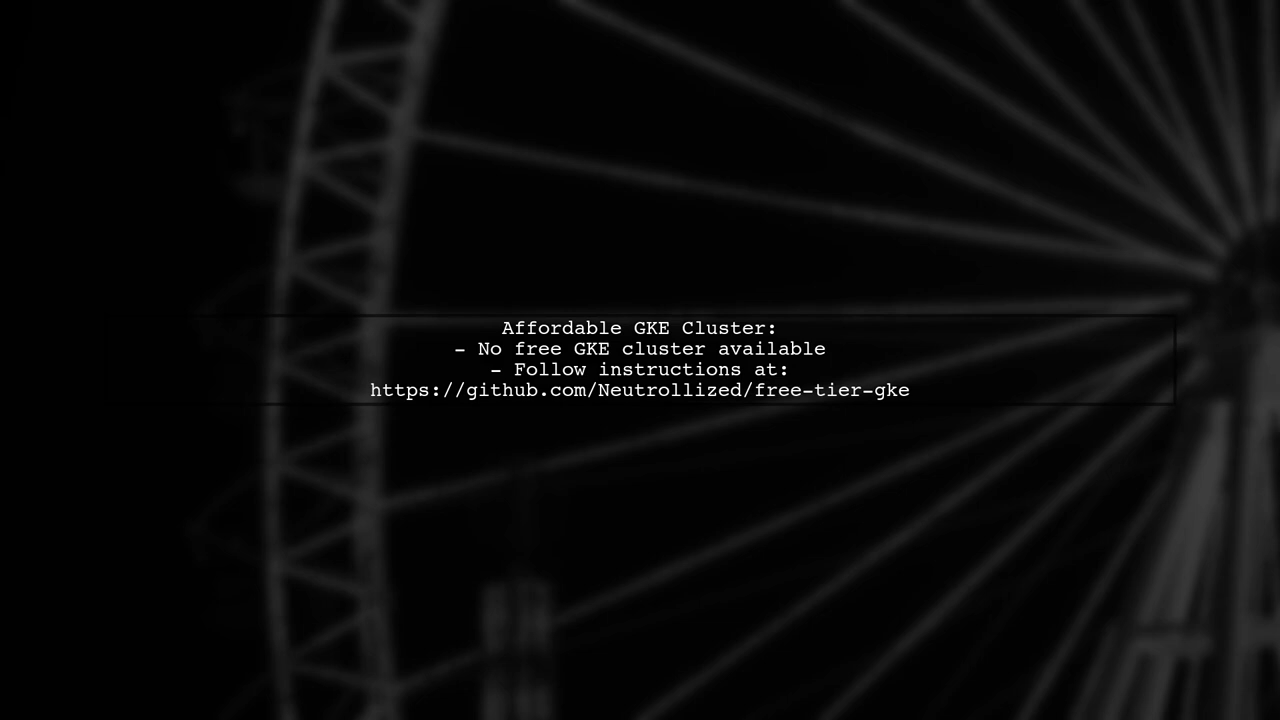 Affordable GKE Cluster:
- No free GKE cluster available
- Follow instructions at:
https://github.com/Neutrollized/free-tier-gke